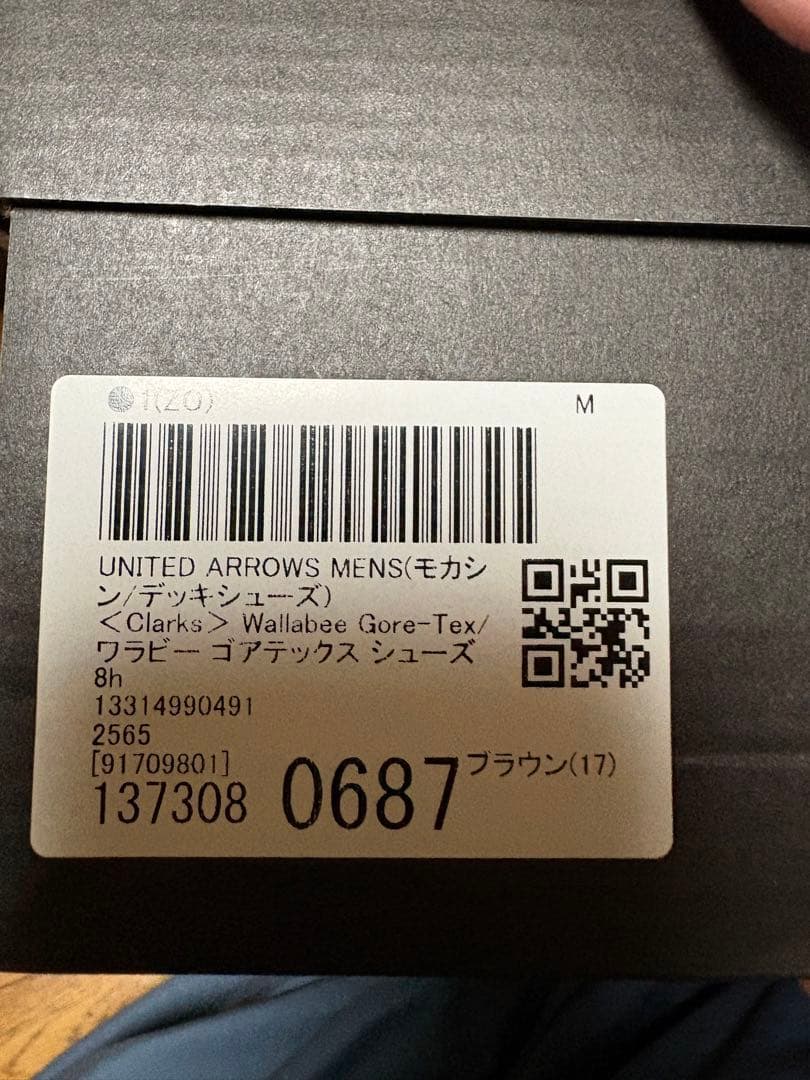 1(ZO)
M
UNITED ARROWS MENS(モカシ
ン/デッキシューズ)
＜Clarks＞ Wallabee Gore-Tex/
ワラビー ゴアテックス シューズ
8h
13314990491
2565
[91709801]
137308 0687 ブラウン(17)